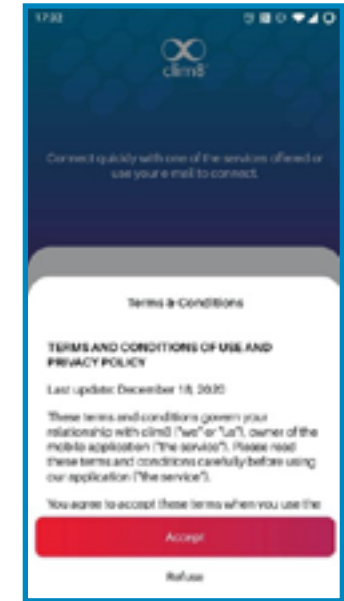 17:32
clim8
Connect quickly with one of the services offered or
use your e-mail to connect.
Terms & Conditions
TERMS AND CONDITIONS OF USE AND
PRIVACY POLICY
Last update: December 18, 2020
These terms and conditions govern your
relationship with clim8 ("we" or "us"), owner of the
mobile application ("the service"). Please read
these terms and conditions carefully before using
our application ("the service").
You agree to accept these terms when you use the
Accept
Refuse